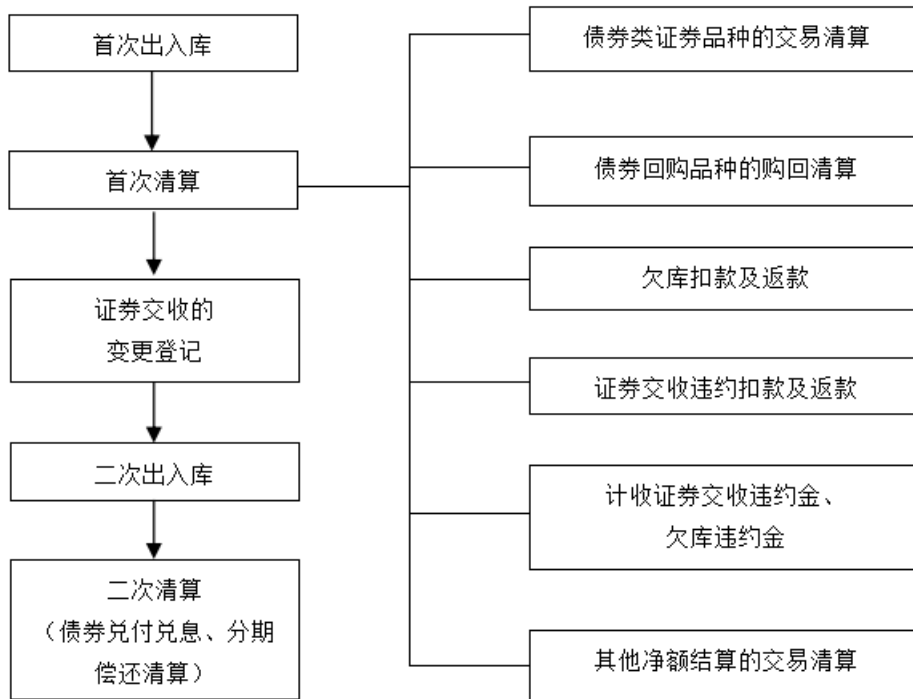 首次出入库
首次清算
证券交收的
变更登记
二次出入库
二次清算
（债券兑付兑息、分期
偿还清算）
债券类证券品种的交易清算
债券回购品种的购回清算
欠库扣款及返款
证券交收违约扣款及返款
计收证券交收违约金、
欠库违约金
其他净额结算的交易清算